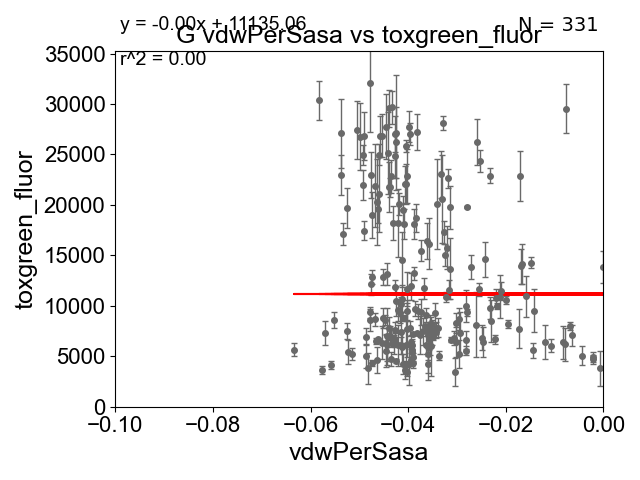 y = -0.00x + 11135.06
N = 331
G vdwPerSasa vs toxgreen_fluor
r^2 = 0.00
35000
30000
25000
20000
15000
10000
5000
0
toxgreen_fluor
−0.10 −0.08 −0.06 −0.04 −0.02 0.00
vdwPerSasa